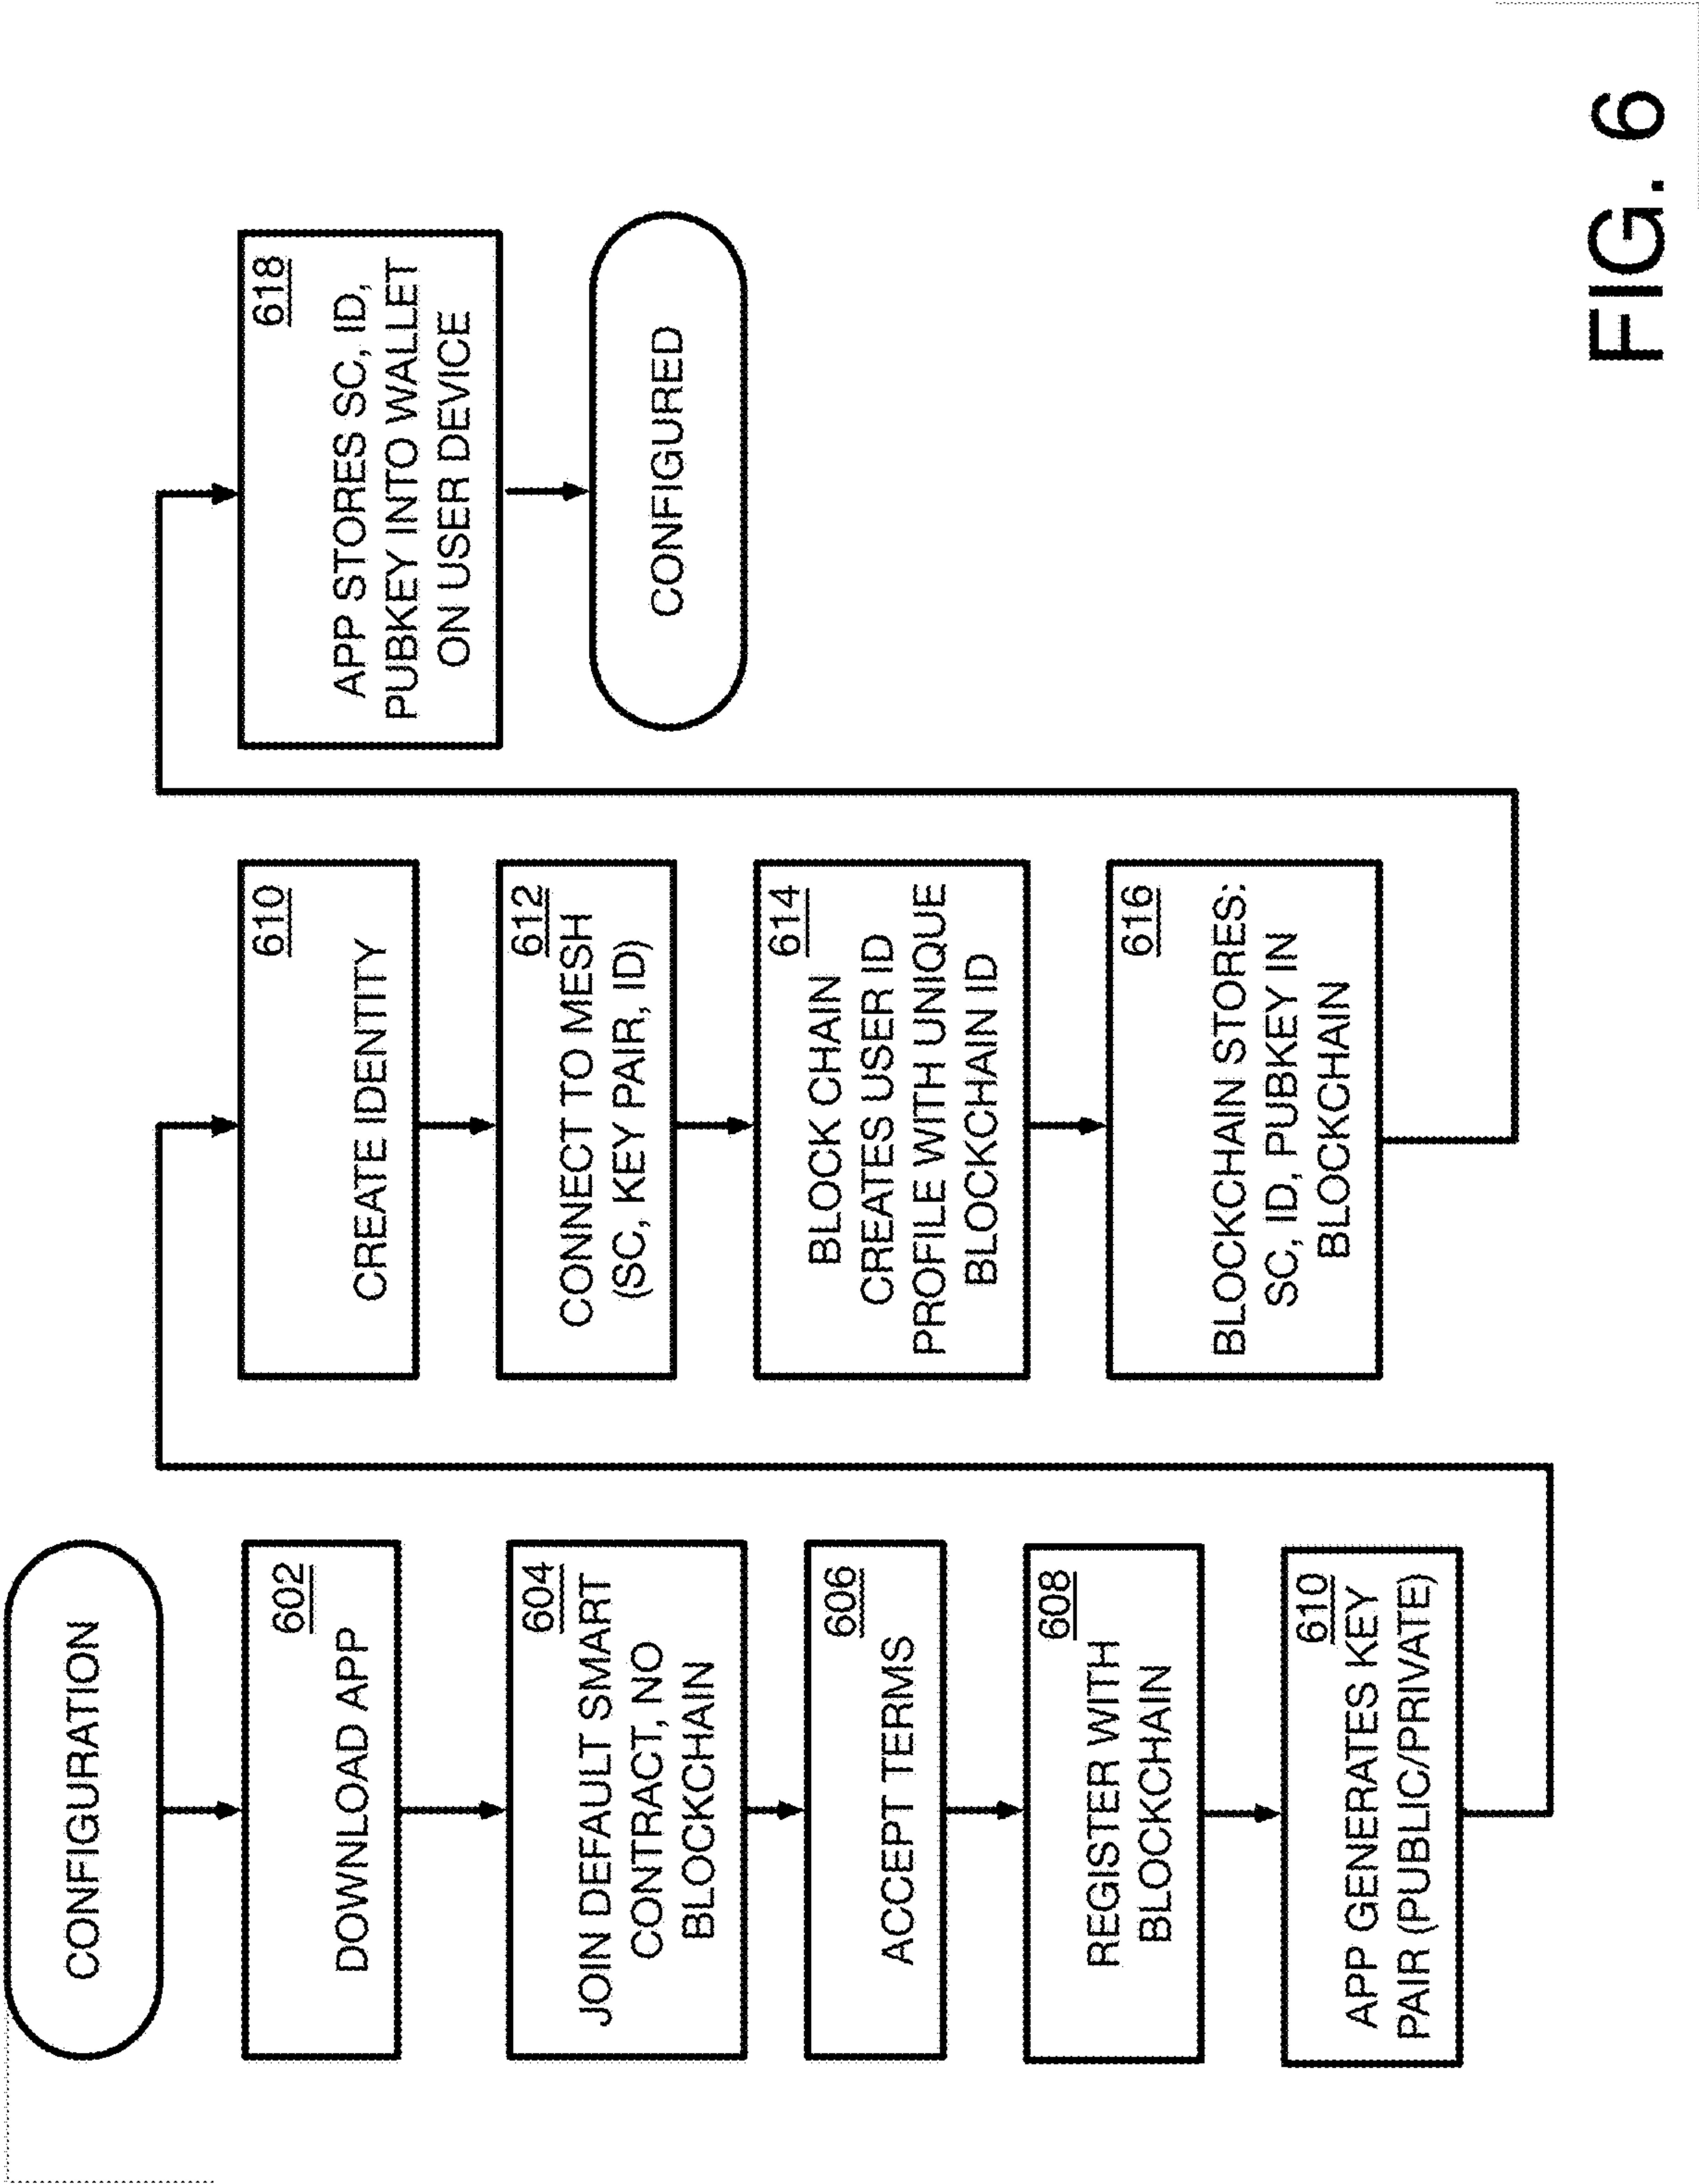 CONFIGURATION
602
DOWNLOAD APP
604
JOIN DEFAULT SMART
CONTRACT, NO
BLOCKCHAIN
606
ACCEPT TERMS
608
REGISTER WITH
BLOCKCHAIN
610
APP GENERATES KEY
PAIR (PUBLIC/PRIVATE)
610
CREATE IDENTITY
612
CONNECT TO MESH
(SC, KEY PAIR, ID)
614
BLOCK CHAIN
CREATES USER ID
PROFILE WITH UNIQUE
BLOCKCHAIN ID
616
BLOCKCHAIN STORES:
SC, ID, PUBKEY IN
BLOCKCHAIN
618
APP STORES SC, ID,
PUBKEY INTO WALLET
ON USER DEVICE
CONFIGURED
FIG. 6